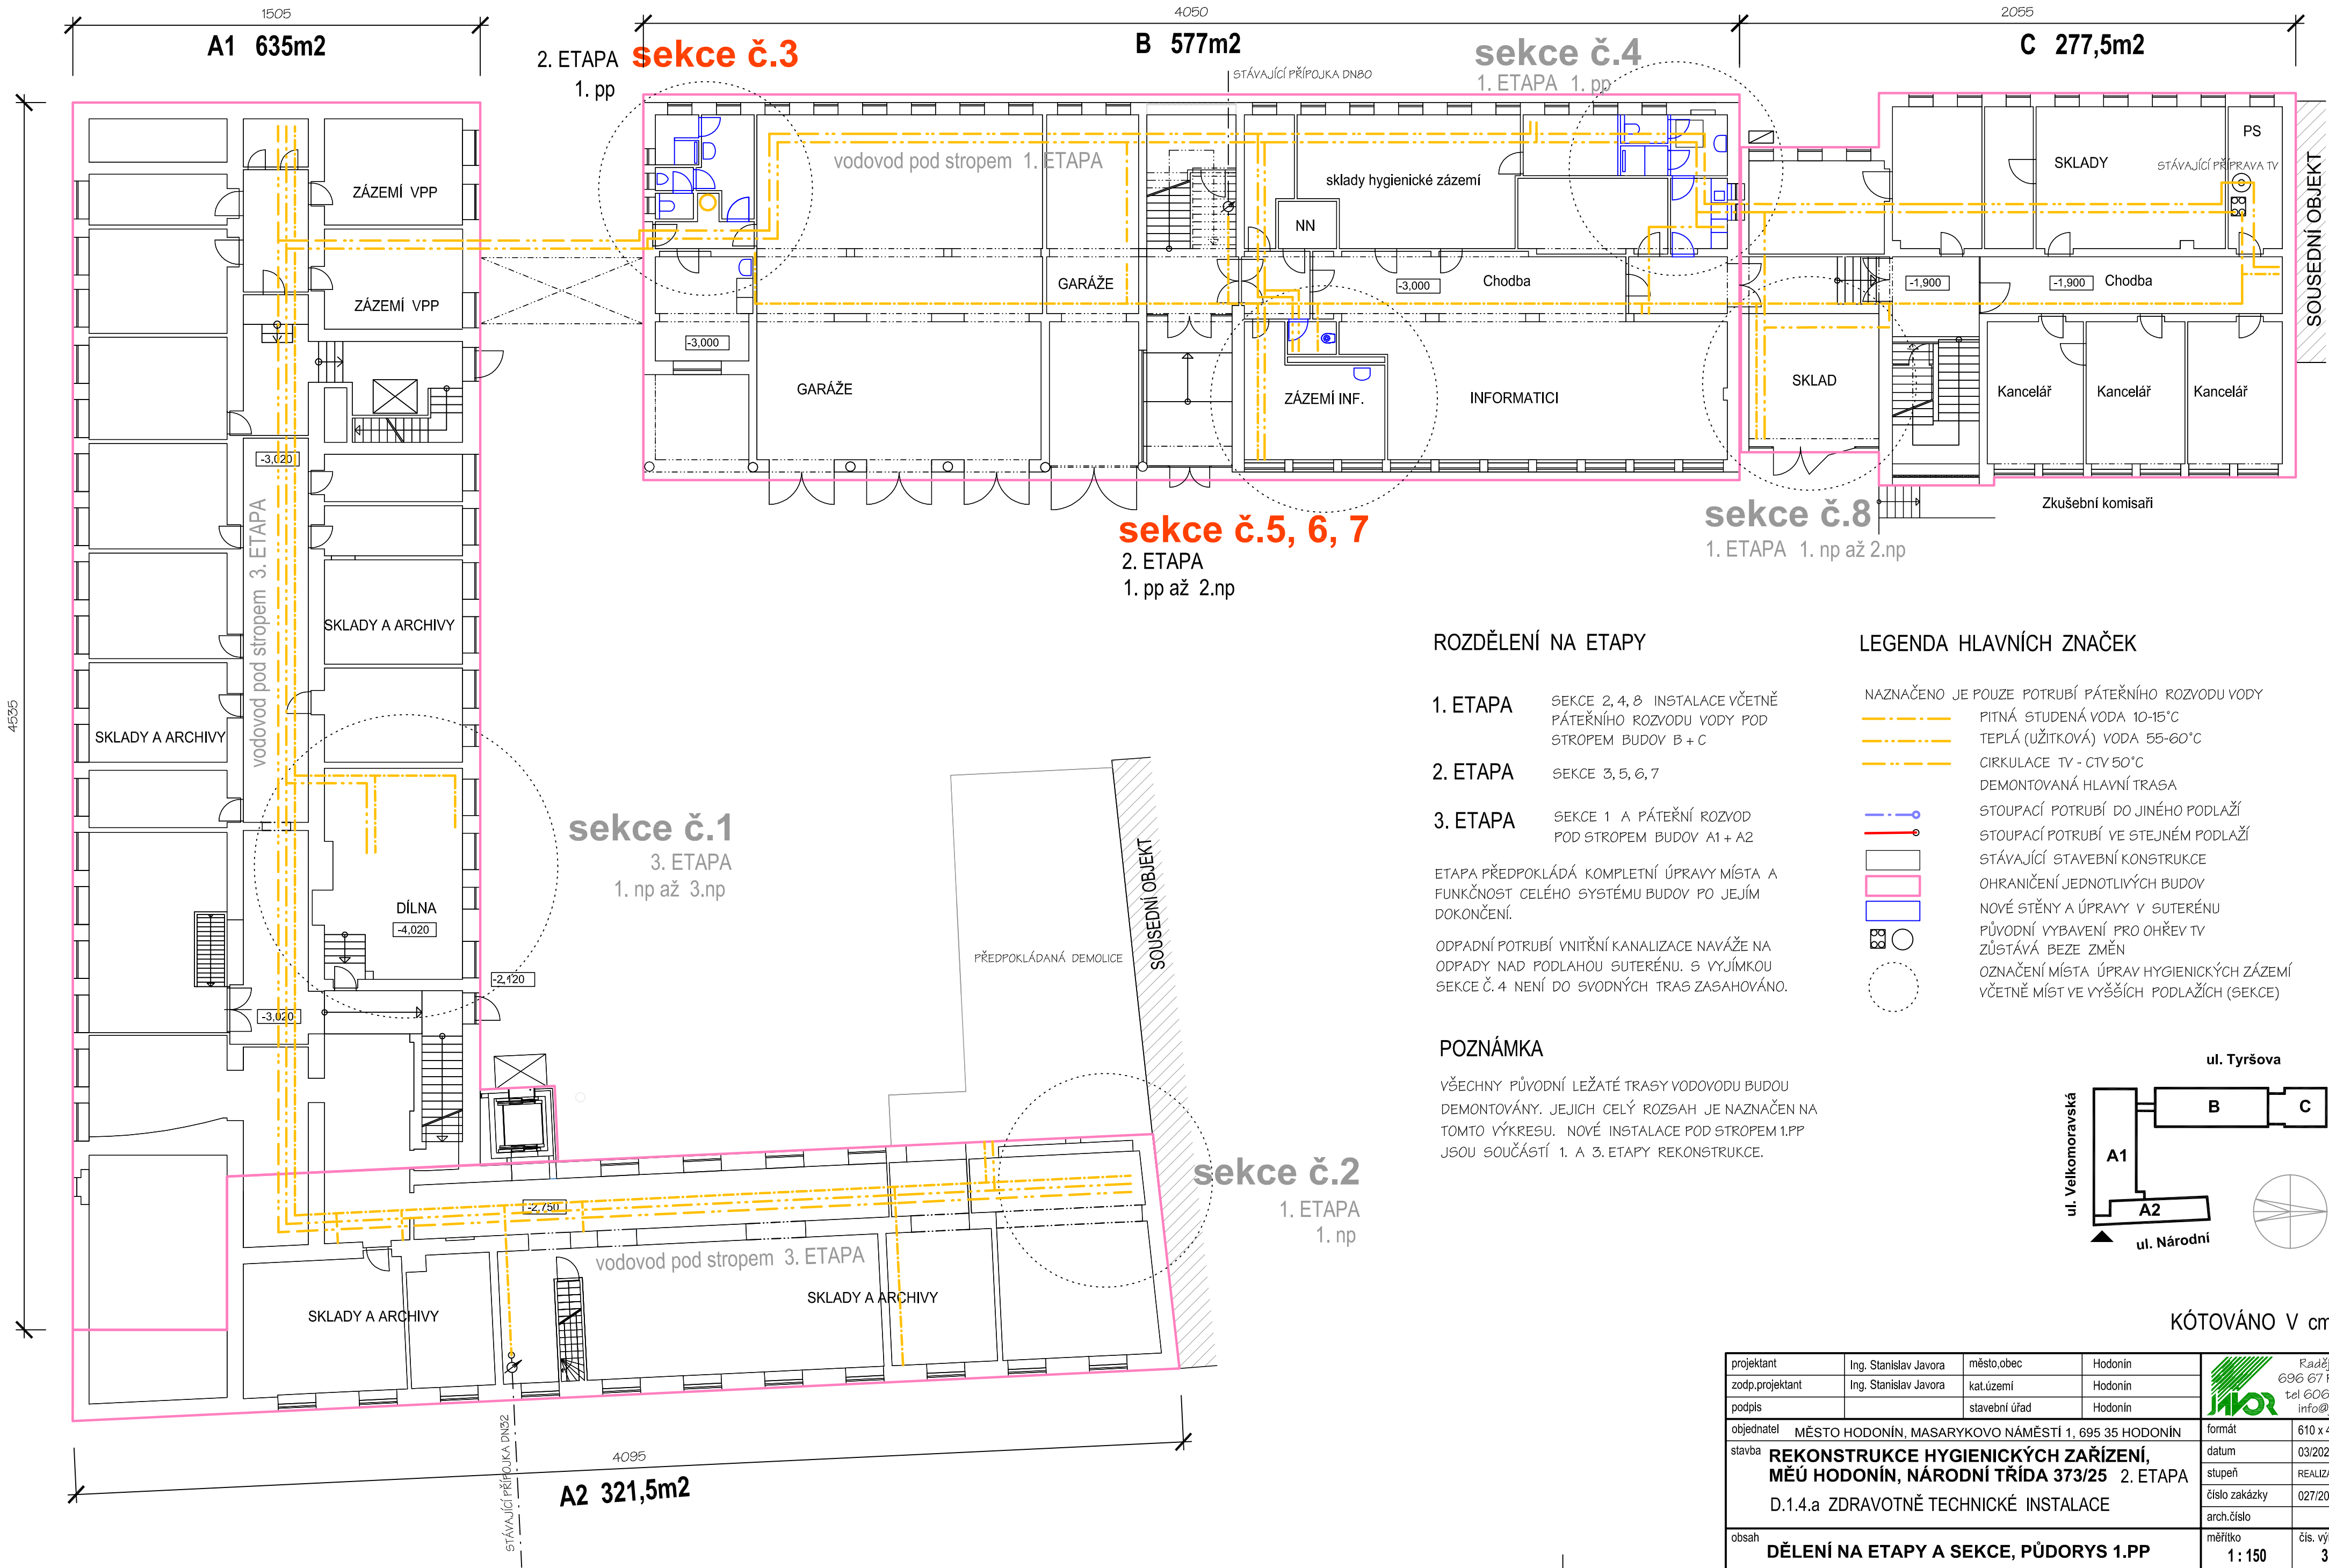 1505
A1 635m2
4050
B 577m2
2055
C 277,5m2
2. ETAPA sekce č.3
1. pp
STÁVAJÍCÍ PŘÍPOJKA DN80
sekce č.4
1. ETAPA 1. pp
ZÁZEMÍ VPP
ZÁZEMÍ VPP
vodovod pod stropem 1. ETAPA
sklady hygienické zázemí
NN
GARÁŽE
-3,000
Chodba
-3,000
GARÁŽE
ZÁZEMÍ INF.
INFORMATICI
SKLADY
PS
STÁVAJÍCÍ PŘÍPRAVA TV
SOUSEDNÍ OBJEKT
-1,900
-1,900
Chodba
SKLAD
Kancelář
Kancelář
Kancelář
Zkušební komisaři
sekce č.5, 6, 7
2. ETAPA
1. pp až 2.np
sekce č.8
1. ETAPA 1. np až 2.np
4535
-3,020
vodovod pod stropem 3. ETAPA
SKLADY A ARCHIVY
SKLADY A ARCHIVY
sekce č.1
3. ETAPA
1. np až 3.np
DÍLNA
-4,020
-2,120
-3,020
PŘEDPOKLÁDANÁ DEMOLICE
SOUSEDNÍ OBJEKT
sekce č.2
1. ETAPA
1. np
-2,750
vodovod pod stropem 3. ETAPA
SKLADY A ARCHIVY
SKLADY A ARCHIVY
STÁVAJÍCÍ PŘÍPOJKA DN32
4095
A2 321,5m2
ROZDĚLENÍ NA ETAPY
1. ETAPA
SEKCE 2, 4, 8 INSTALACE VČETNĚ
PÁTEŘNÍHO ROZVODU VODY POD
STROPEM BUDOV B + C
2. ETAPA
SEKCE 3, 5, 6, 7
3. ETAPA
SEKCE 1 A PÁTEŘNÍ ROZVOD
POD STROPEM BUDOV A1 + A2
ETAPA PŘEDPOKLÁDÁ KOMPLETNÍ ÚPRAVY MÍSTA A
FUNKČNOST CELÉHO SYSTÉMU BUDOV PO JEJÍM
DOKONČENÍ.
ODPADNÍ POTRUBÍ VNITŘNÍ KANALIZACE NAVÁŽE NA
ODPADY NAD PODLAHOU SUTERÉNU. S VYJÍMKOU
SEKCE Č. 4 NENÍ DO SVODNÝCH TRAS ZASAHOVÁNO.
POZNÁMKA
VŠECHNY PŮVODNÍ LEŽATÉ TRASY VODOVODU BUDOU
DEMONTOVÁNY. JEJICH CELÝ ROZSAH JE NAZNAČEN NA
TOMTO VÝKRESU. NOVÉ INSTALACE POD STROPEM 1.PP
JSOU SOUČÁSTÍ 1. A 3. ETAPY REKONSTRUKCE.
LEGENDA HLAVNÍCH ZNAČEK
NAZNAČENO JE POUZE POTRUBÍ PÁTEŘNÍHO ROZVODU VODY
PITNÁ STUDENÁ VODA 10-15°C
TEPLÁ (UŽITKOVÁ) VODA 55-60°C
CIRKULACE TV - CTV 50°C
DEMONTOVANÁ HLAVNÍ TRASA
STOUPACÍ POTRUBÍ DO JINÉHO PODLAŽÍ
STOUPACÍ POTRUBÍ VE STEJNÉM PODLAŽÍ
STÁVAJÍCÍ STAVEBNÍ KONSTRUKCE
OHRANIČENÍ JEDNOTLIVÝCH BUDOV
NOVÉ STĚNY A ÚPRAVY V SUTERÉNU
PŮVODNÍ VYBAVENÍ PRO OHŘEV TV
ZŮSTÁVÁ BEZE ZMĚN
OZNAČENÍ MÍSTA ÚPRAV HYGIENICKÝCH ZÁZEMÍ
VČETNĚ MÍST VE VYŠŠÍCH PODLAŽÍCH (SEKCE)
ul. Tyršova
ul. Velkomoravská
B
C
A1
A2
ul. Národní
KÓTOVÁNO V cm
projektant Ing. Stanislav Javora město,obec Hodonín
zodp.projektant Ing. Stanislav Javora kat.území Hodonín
podpis stavební úřad Hodonín
JAVOR
Raděj
696 67
tel 606
info@
objednatel MĚSTO HODONÍN, MASARYKOVO NÁMĚSTÍ 1, 695 35 HODONÍN
stavba REKONSTRUKCE HYGIENICKÝCH ZAŘÍZENÍ,
MĚÚ HODONÍN, NÁRODNÍ TŘÍDA 373/25 2. ETAPA
D.1.4.a ZDRAVOTNĚ TECHNICKÉ INSTALACE
formát 610 x 4
datum 03/202
stupeň REALIZA
číslo zakázky 027/20
arch.číslo
obsah DĚLENÍ NA ETAPY A SEKCE, PŮDORYS 1.PP
měřítko 1 : 150
čís. vý
3